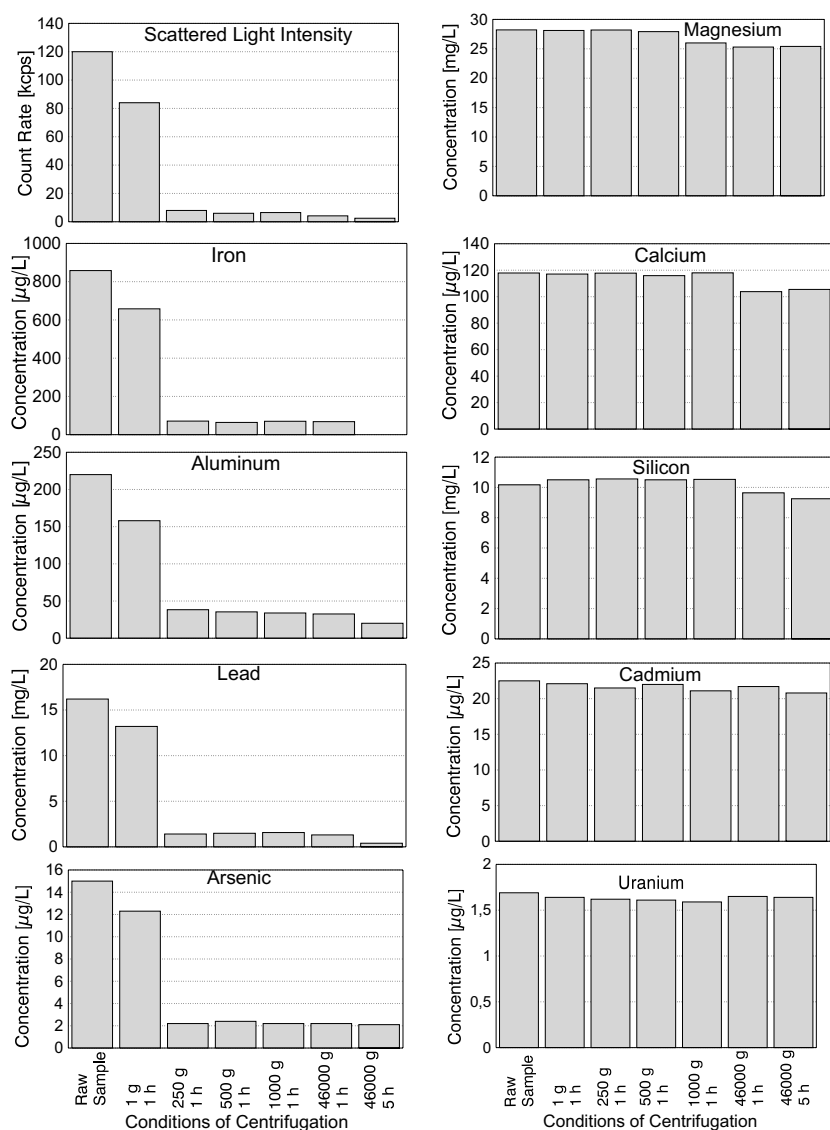 Scattered Light Intensity
Count Rate [kcps]
120
100
80
60
40
20
0
Iron
Concentration [µg/L]
1000
800
600
400
200
0
Aluminum
Concentration [µg/L]
250
200
150
100
50
0
Lead
Concentration [mg/L]
20
15
10
5
0
Arsenic
Concentration [µg/L]
16
14
12
10
8
6
4
2
0
Raw
Sample
1 g
1 h
250 g
1 h
500 g
1 h
1000 g
1 h
46000 g
1 h
46000 g
5 h
Conditions of Centrifugation
Magnesium
Concentration [mg/L]
30
25
20
15
10
5
0
Calcium
Concentration [µg/L]
140
120
100
80
60
40
20
0
Silicon
Concentration [mg/L]
12
10
8
6
4
2
0
Cadmium
Concentration [µg/L]
25
20
15
10
5
0
Uranium
Concentration [µg/L]
2
1,5
1
0,5
0
Raw
Sample
1 g
1 h
250 g
1 h
500 g
1 h
1000 g
1 h
46000 g
1 h
46000 g
5 h
Conditions of Centrifugation